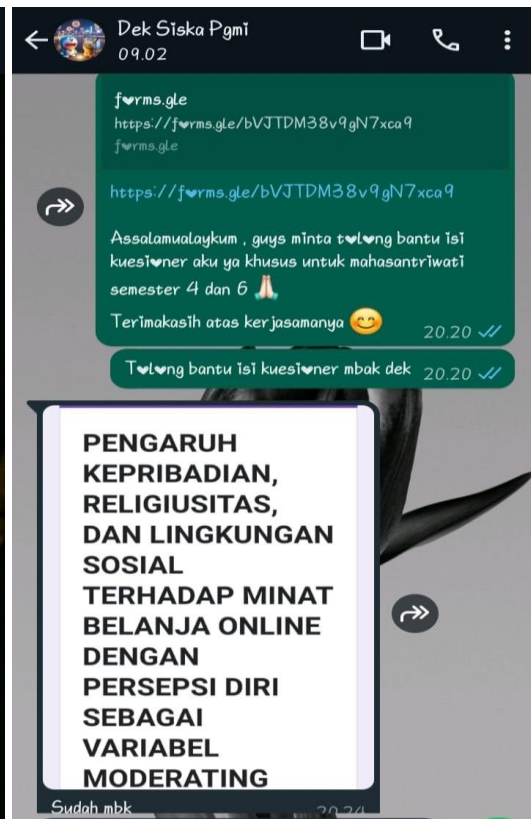 Dek Siska Pgmi
09.02
f♥rms.gle
https://f♥rms.gle/bVJTDM38v9gN7xca9
f♥rms.gle
https://f♥rms.gle/bVJTDM38v9gN7xca9
Assalamualaykum , guys minta t♥l♥ng bantu isi
kuesi♥ner aku ya khusus untuk mahasantriwati
semester 4 dan 6 🙏🏻
Terimakasih atas kerjasamanya 😊
20.20
T♥l♥ng bantu isi kuesi♥ner mbak dek 20.20
PENGARUH
KEPRIBADIAN,
RELIGIUSITAS,
DAN LINGKUNGAN
SOSIAL
TERHADAP MINAT
BELANJA ONLINE
DENGAN
PERSEPSI DIRI
SEBAGAI
VARIABEL
MODERATING
Sudah mbk 20.24